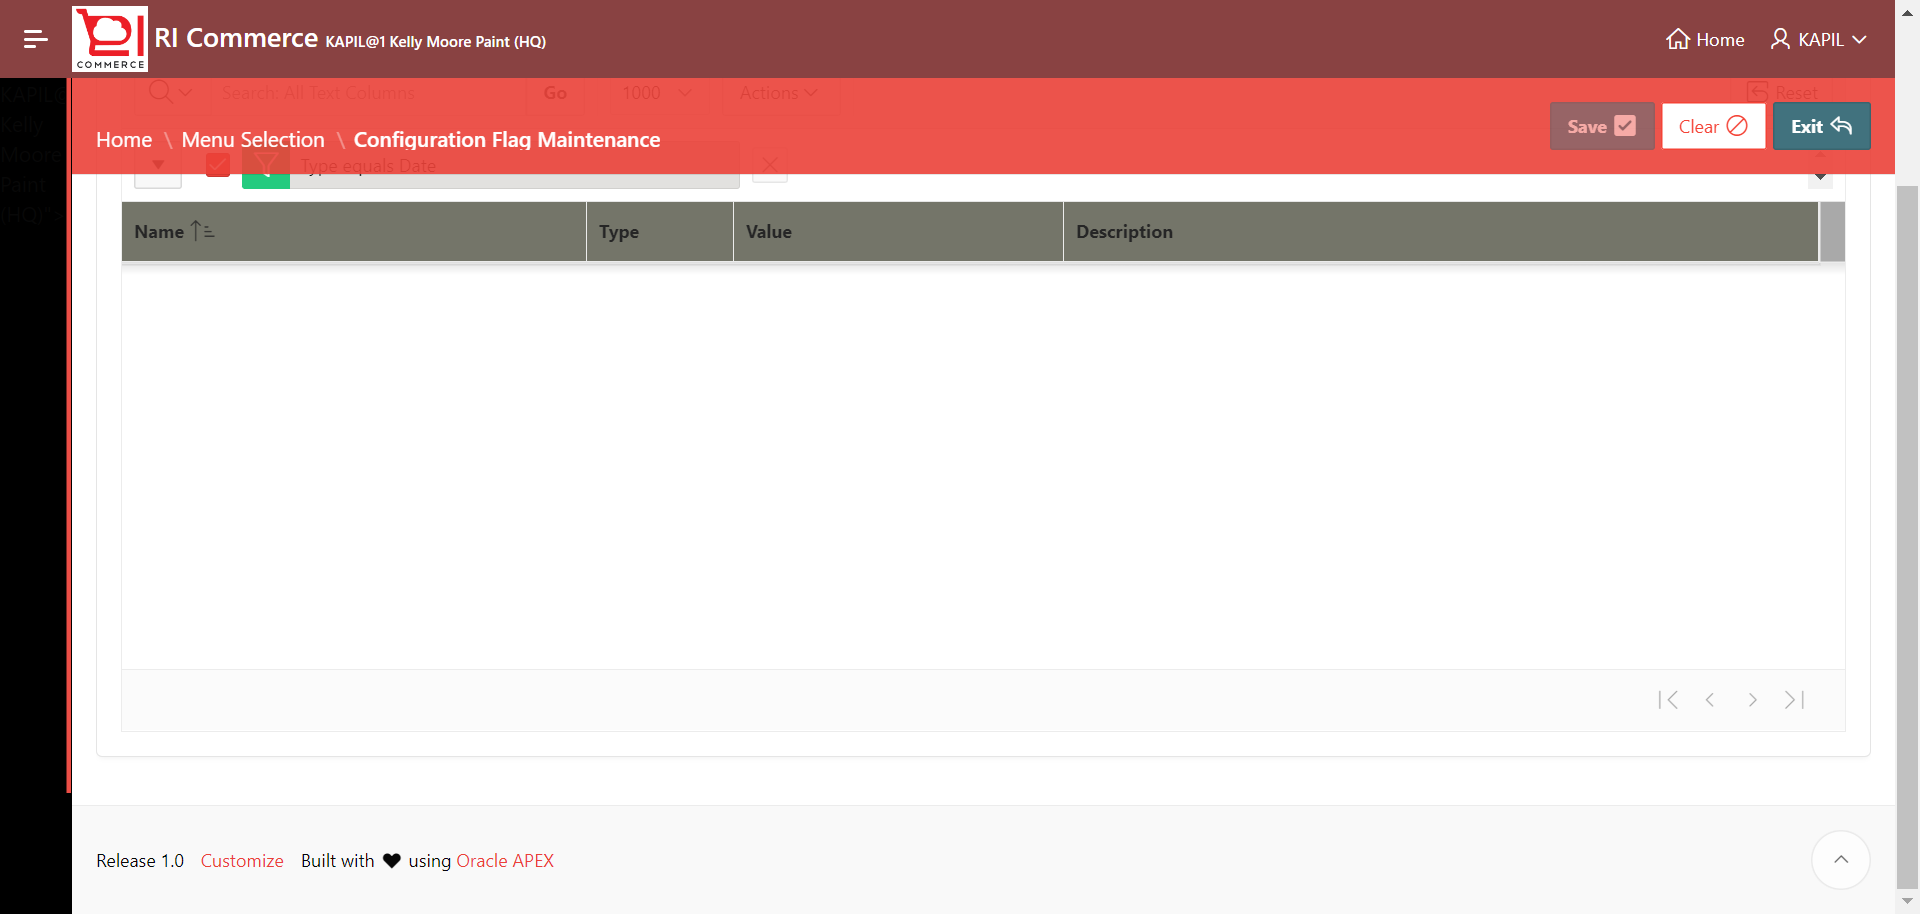 COMMERCE
RI Commerce KAPIL@1 Kelly Moore Paint (HQ)
Home
KAPIL
KAPIL@
Kelly
Moore
Paint
(HQ)"
Search: All Text Columns
Go
1000
Actions
Reset
Home \ Menu Selection \ Configuration Flag Maintenance
Save
Clear
Exit
Type equals Date
Name
Type
Value
Description
Release 1.0 Customize Built with ♥ using Oracle APEX